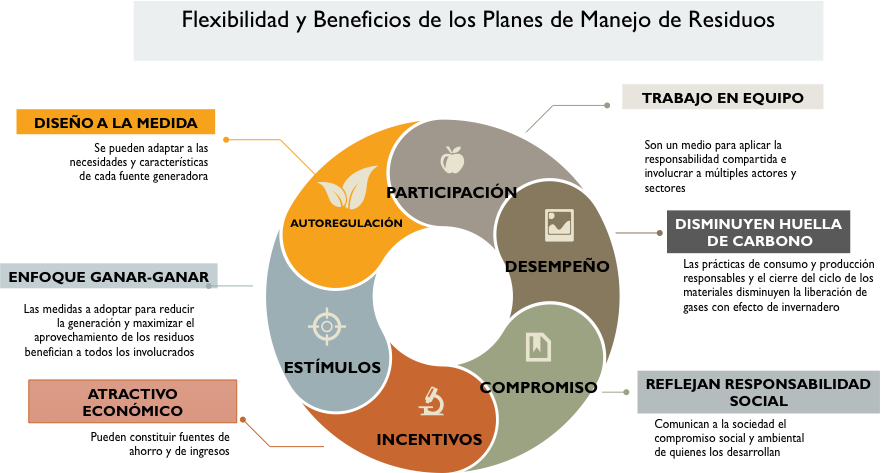 Flexibilidad y Beneficios de los Planes de Manejo de Residuos
DISEÑO A LA MEDIDA
Se pueden adaptar a las
necesidades y características
de cada fuente generadora
ENFOQUE GANAR-GANAR
Las medidas a adoptar para reducir
la generación y maximizar el
aprovechamiento de los residuos
benefician a todos los involucrados
ATRACTIVO
ECONÓMICO
Pueden constituir fuentes de
ahorro y de ingresos
PARTICIPACIÓN
AUTOREGULACIÓN
DESEMPEÑO
ESTÍMULOS
COMPROMISO
INCENTIVOS
TRABAJO EN EQUIPO
Son un medio para aplicar la
responsabilidad compartida e
involucrar a múltiples actores y
sectores
DISMINUYEN HUELLA
DE CARBONO
Las prácticas de consumo y producción
responsables y el cierre del ciclo de los
materiales disminuyen la liberación de
gases con efecto de invernadero
REFLEJAN RESPONSABILIDAD
SOCIAL
Comunican a la sociedad el
compromiso social y ambiental
de quienes los desarrollan